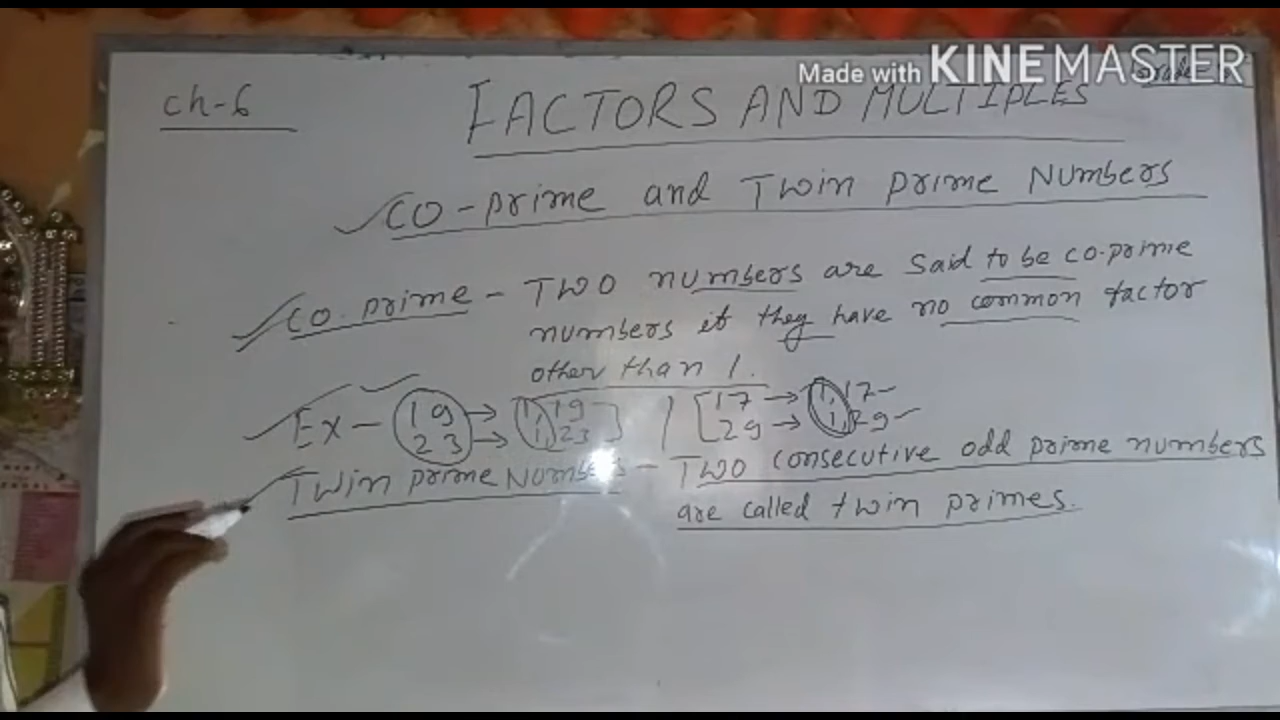 Made with KINEMASTER
Ch-6
FACTORS AND MULTIPLES
CO-prime and Twin prime Numbers
CO.prime - Two numbers are said to be co-prime
numbers if they have no common factor
other than 1.
Ex - 19 → 1,19 | 17 → 1,17
23 → 1,23 29 → 1,29
Twin prime Numbers - Two consecutive odd prime numbers
are called twin primes.